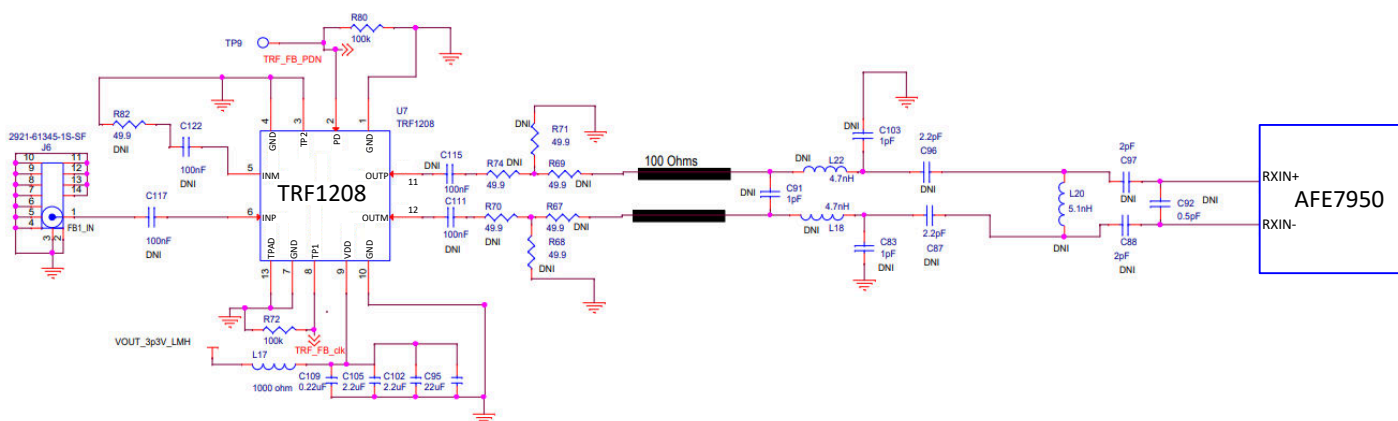 R80
100k
TP9
TRF_FB_PDN
R82
49.9
DNI
C122
100nF
DNI
2921-61345-1S-SF
J6
10
9
8
7
6
5
4
11
12
13
14
1
3
2
FB1_IN
C117
100nF
DNI
U7
TRF1208
4
3
2
1
GND
TP2
PD
GND
5
INM
6
INP
TRF1208
OUTP
11
OUTM
12
TPAD
GND
TP1
VDD
GND
13
7
8
9
10
R72
100k
TRF_FB_clk
VOUT_3p3V_LMH
L17
1000 ohm
C109
0.22uF
C105
2.2uF
C102
2.2uF
C95
22uF
DNI
C115
100nF
C111
100nF
DNI
R74
49.9
DNI
R70
49.9
DNI
DNI
R71
49.9
R69
49.9
DNI
R67
49.9
DNI
R68
49.9
DNI
100 Ohms
C91
1pF
DNI
DNI
L22
4.7nH
4.7nH
L18
DNI
DNI
C103
1pF
C83
1pF
DNI
2.2pF
C96
DNI
2.2pF
C87
DNI
L20
5.1nH
DNI
2pF
C97
DNI
C88
2pF
DNI
C92
0.5pF
DNI
RXIN+
RXIN-
AFE7950